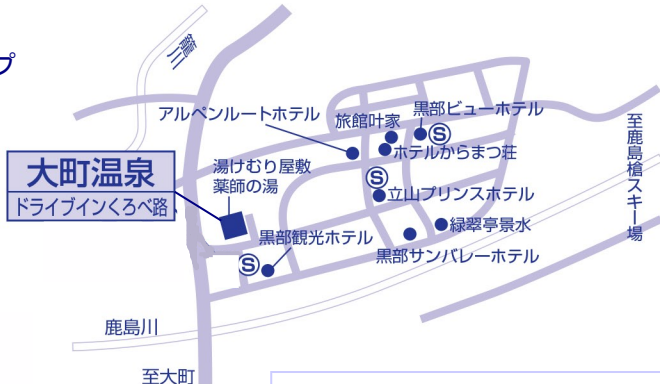 プ
籠川
アルペンルートホテル
旅館叶家
黒部ビューホテル
Ⓢ
ホテルからまつ荘
至鹿島槍スキー場
大町温泉
ドライブインくろべ路
湯けむり屋敷
薬師の湯
Ⓢ
立山プリンスホテル
緑翠亭景水
黒部観光ホテル
Ⓢ
黒部サンバレーホテル
鹿島川
至大町